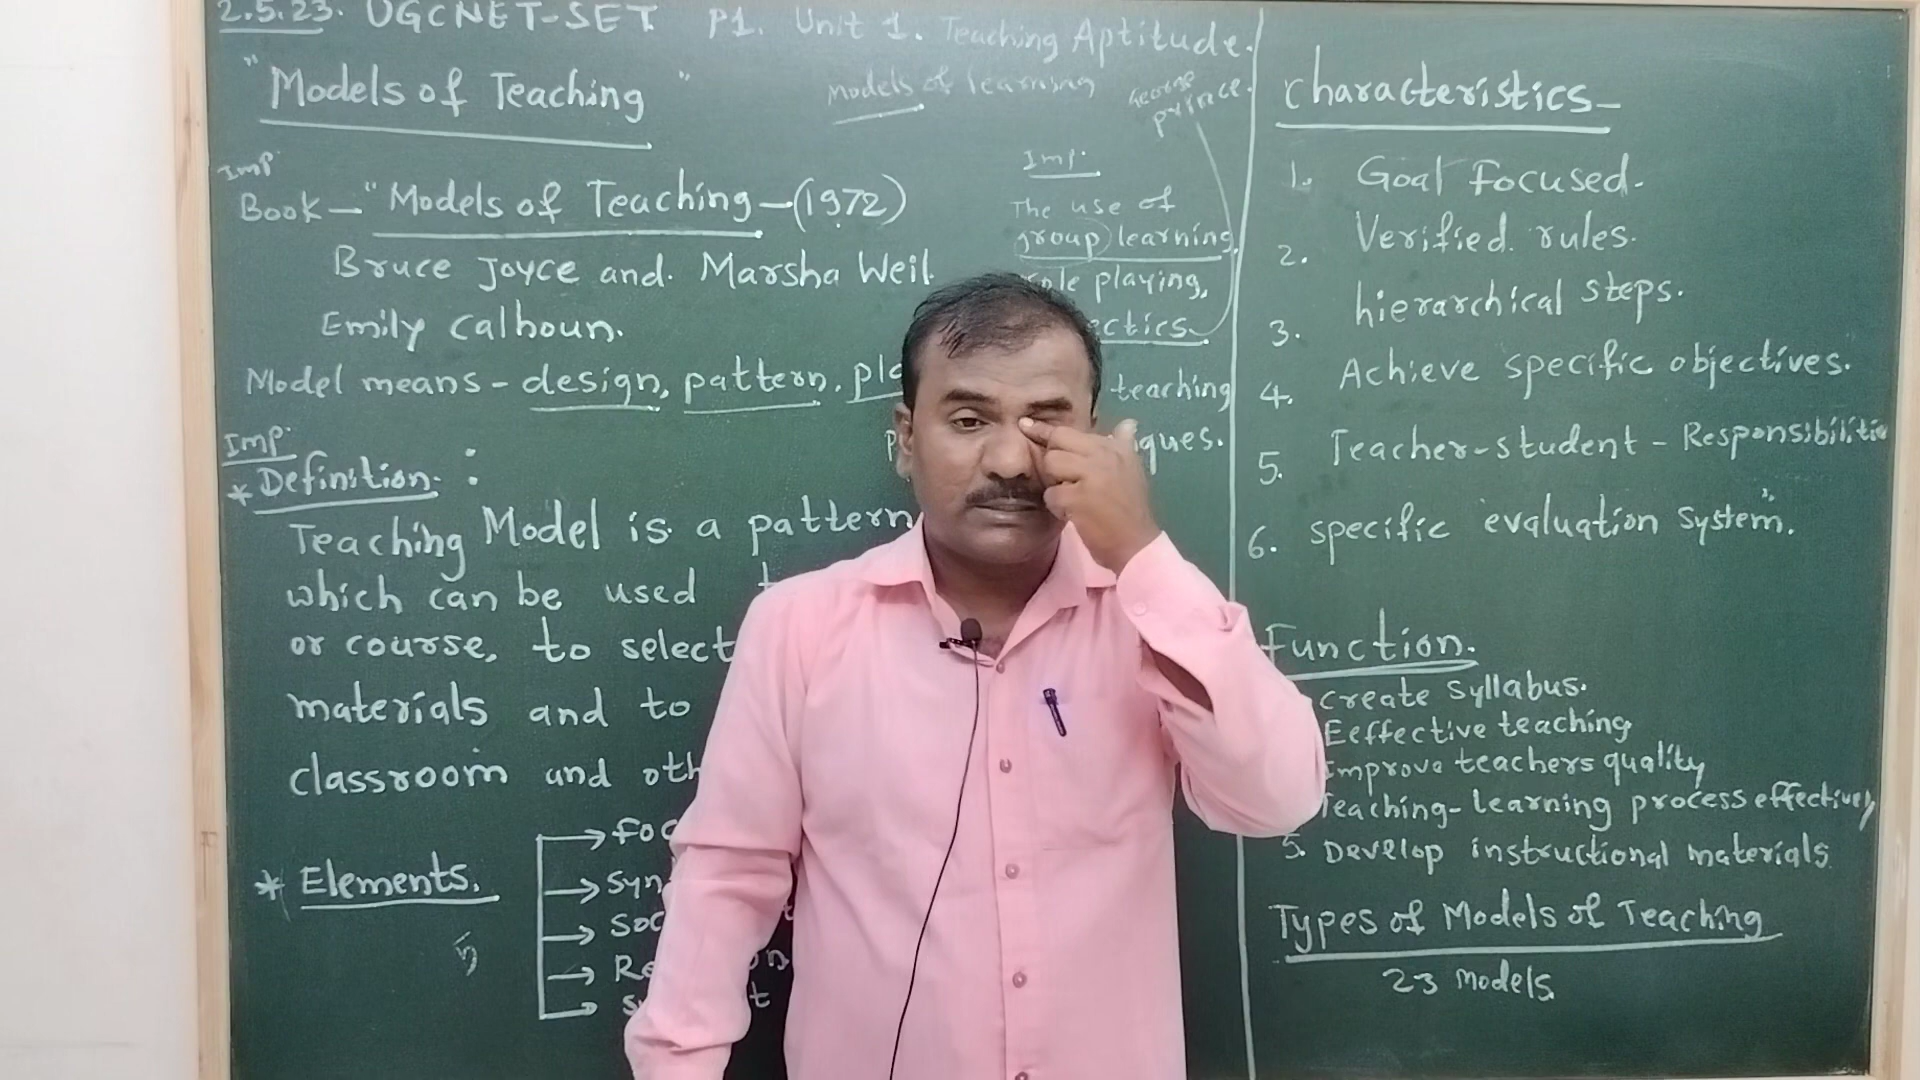 2.5.23. UGCNET-SET P1. Unit 1. Teaching Aptitude.
"Models of Teaching"
models of learning
George prince.
Imp.
Book - "Models of Teaching - (1972)
Bruce Joyce and Marsha Weil
Emily Calhoun.
Model means - design, pattern,
Imp.
* Definition :
Teaching Model is a pattern
which can be used
or course, to select
materials and to
classroom and
* Elements.
5
Imp.
The use of
group learning,
playing,
teaching
characteristics -
1. Goal Focused.
2. Verified rules.
3. hierarchical steps.
4. Achieve specific objectives.
5. Teacher-student - Responsibilitie
6. specific evaluation system".
Function.
create syllabus.
Eeffective teaching
Improve teachers quality
Teaching-Learning process effectively
5. Develop instructional materials.
Types of Models of Teaching
23 models.